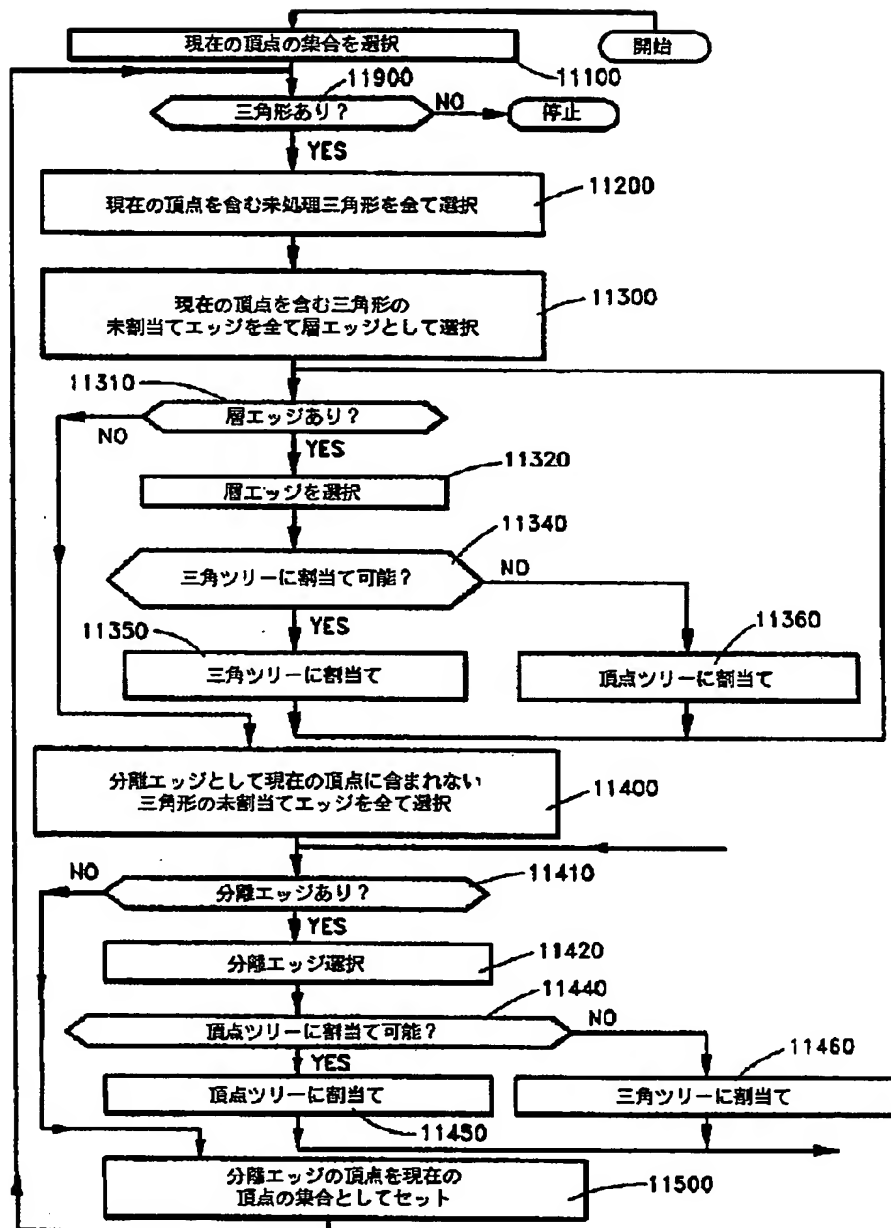 現在の頂点の集合を選択
開始
11100
11900
三角形あり？
NO
停止
YES
11200
現在の頂点を含む未処理三角形を全て選択
11300
現在の頂点を含む三角形の
未割当てエッジを全て層エッジとして選択
11310
層エッジあり？
NO
YES
11320
層エッジを選択
11340
三角ツリーに割当て可能？
NO
YES
11350
11360
三角ツリーに割当て
頂点ツリーに割当て
分離エッジとして現在の頂点に含まれない
三角形の未割当てエッジを全て選択
11400
NO
11410
分離エッジあり？
YES
11420
分離エッジ選択
11440
頂点ツリーに割当て可能？
NO
YES
11460
頂点ツリーに割当て
三角ツリーに割当て
11450
分離エッジの頂点を現在の
頂点の集合としてセット
11500